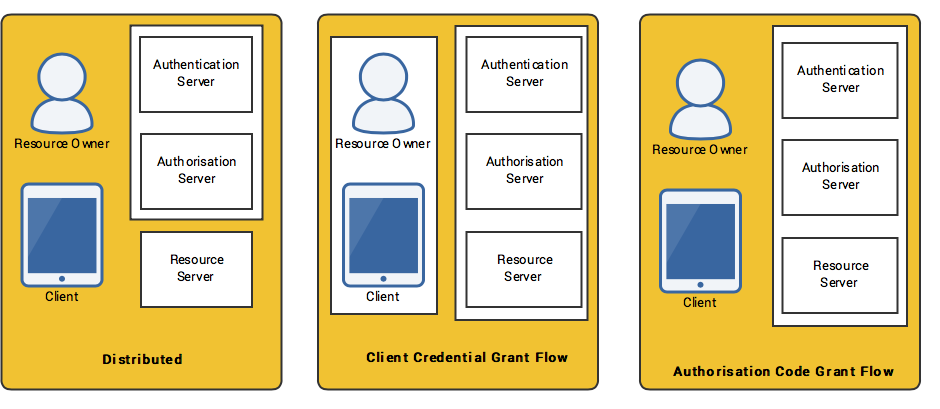 Authentication
Server
Resource Owner
Authorisation
Server
Resource
Server
Client
Distributed
Authentication
Server
Resource Owner
Authorisation
Server
Resource
Server
Client
Client Credential Grant Flow
Authentication
Server
Resource Owner
Authorisation
Server
Resource
Server
Client
Authorisation Code Grant Flow